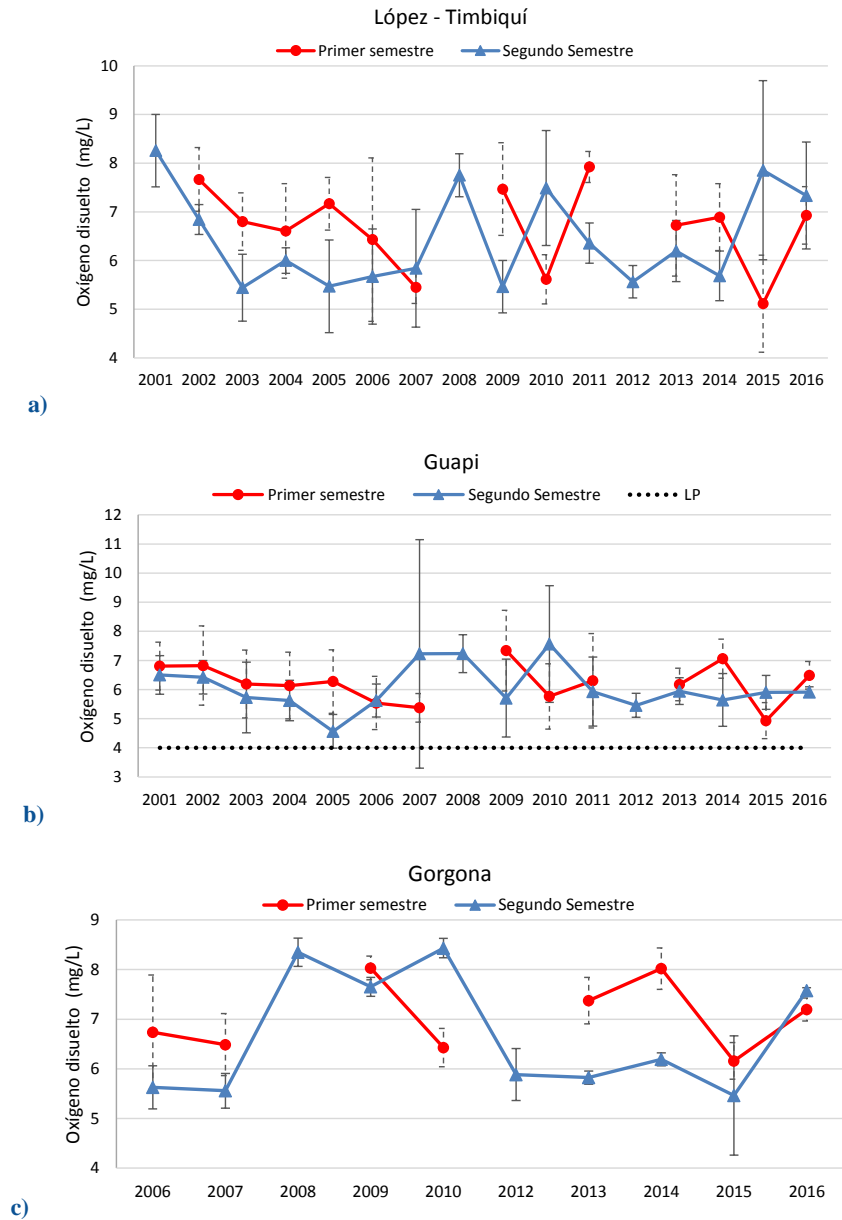 López - Timbiquí
Primer semestre Segundo Semestre
Oxígeno disuelto (mg/L)
10
9
8
7
6
5
4
2001 2002 2003 2004 2005 2006 2007 2008 2009 2010 2011 2012 2013 2014 2015 2016
a)
Guapi
Primer semestre Segundo Semestre LP
Oxígeno disuelto (mg/L)
12
11
10
9
8
7
6
5
4
3
2001 2002 2003 2004 2005 2006 2007 2008 2009 2010 2011 2012 2013 2014 2015 2016
b)
Gorgona
Primer semestre Segundo Semestre
Oxígeno disuelto (mg/L)
9
8
7
6
5
4
2006 2007 2008 2009 2010 2012 2013 2014 2015 2016
c)